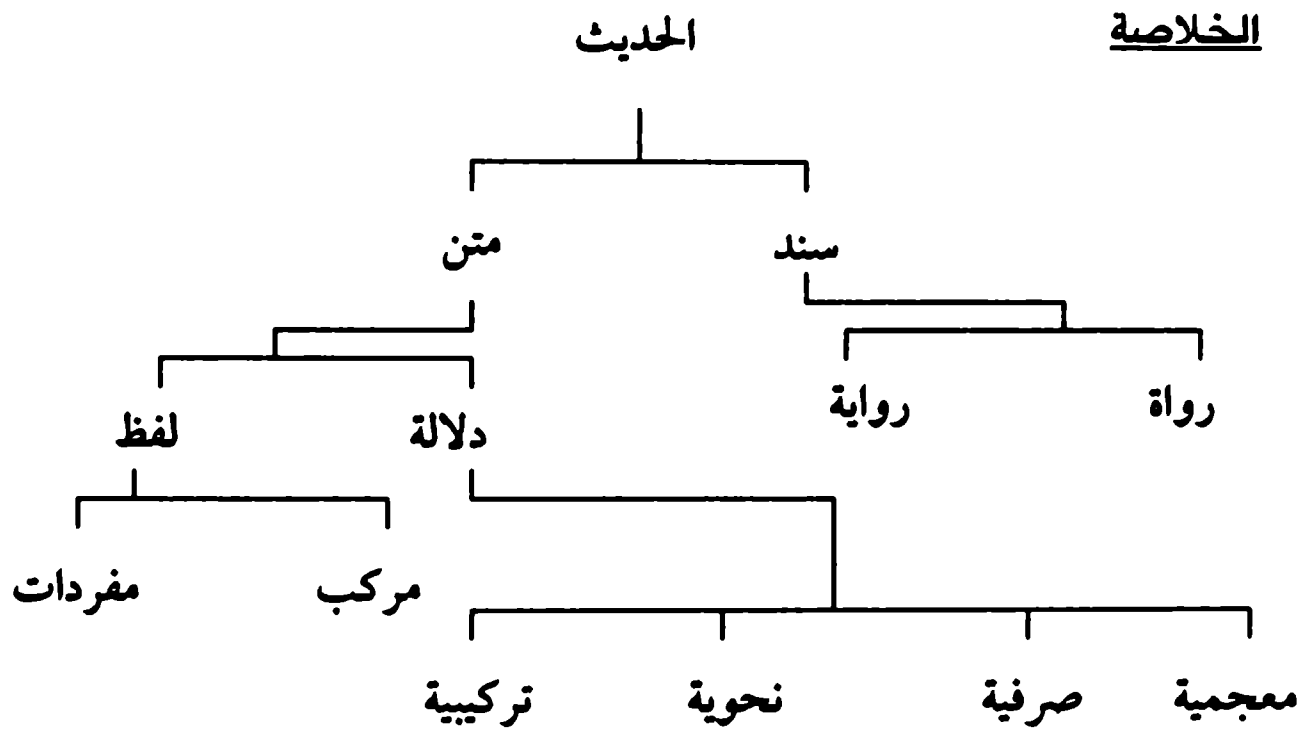 الخلاصة
الحديث
سند متن
رواة رواية
دلالة لفظ
مركب مفردات
معجمية صرفية نحوية تركيبية